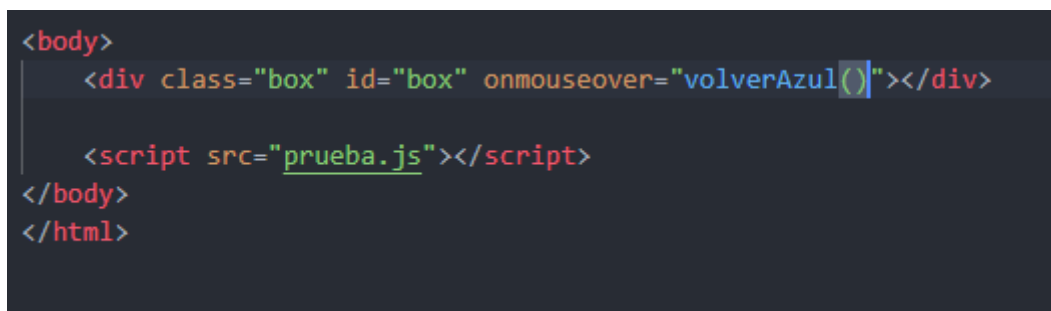 <body>
<div class="box" id="box" onmouseover="volverAzul()"></div>
<script src="prueba.js"></script>
</body>
</html>